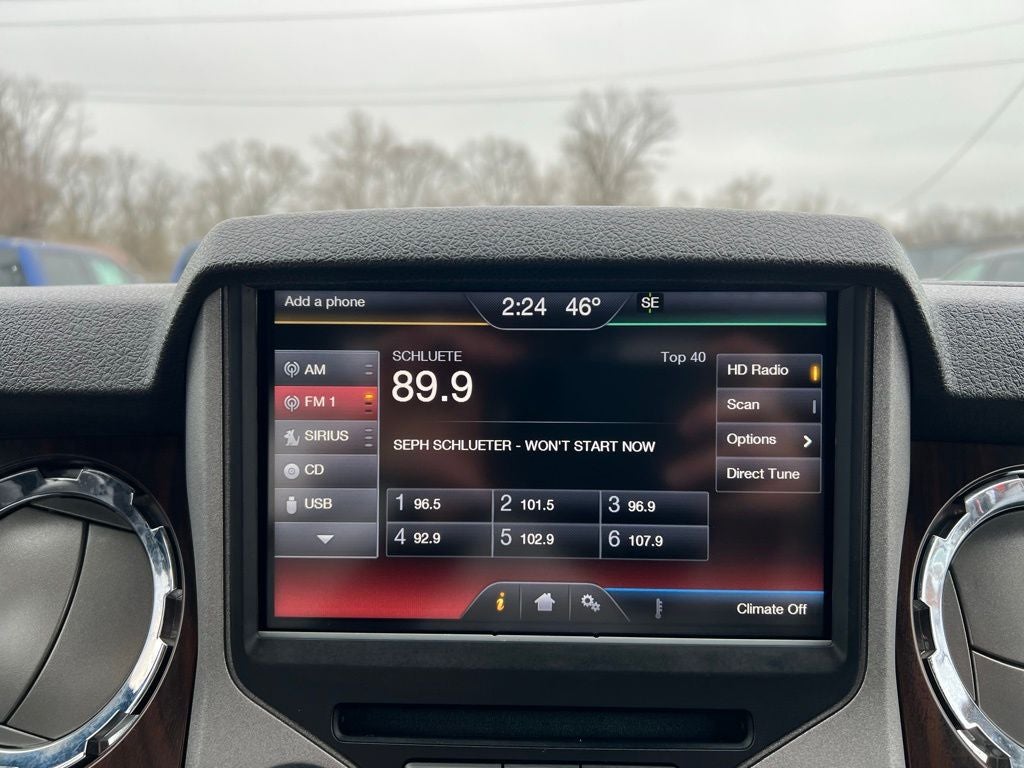 Add a phone
2:24 46° SE
AM
FM 1
SIRIUS
CD
USB
SCHLUETE
Top 40
89.9
SEPH SCHLUETER - WON'T START NOW
1 96.5 2 101.5 3 96.9
4 92.9 5 102.9 6 107.9
HD Radio
Scan
Options
Direct Tune
i
Climate Off